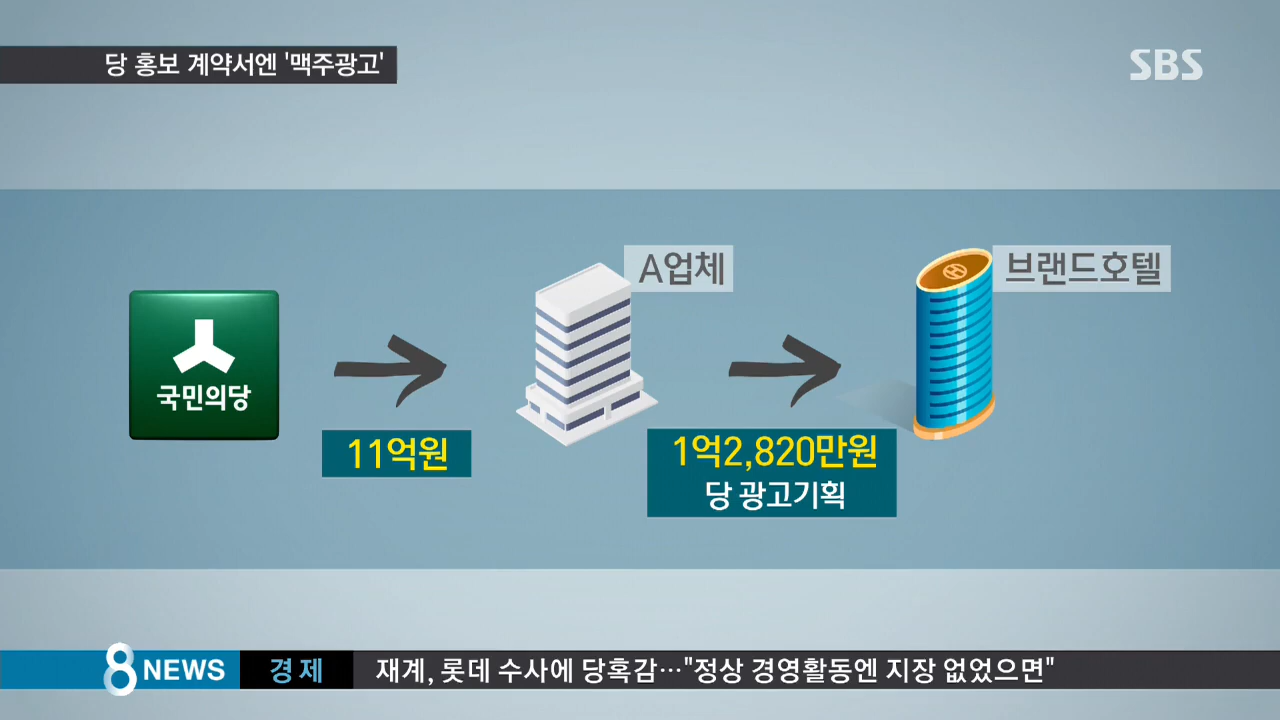 당 홍보 계약서엔 '맥주광고'
SBS
A업체
브랜드호텔
H
국민의당
11억원
1억2,820만원
당 광고기획
8 NEWS
경제
재계, 롯데 수사에 당혹감…"정상 경영활동엔 지장 없었으면"